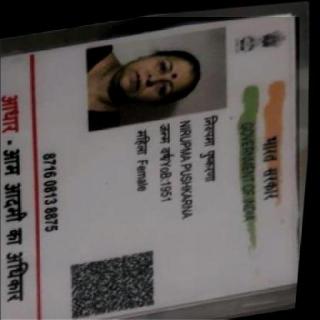 भारत सरकार
GOVERNMENT OF INDIA
निरुपमा पुष्करणा
NIRUPMA PUSHKARNA
जन्म वर्ष/YoB:1951
महिला Female
8716 0813 8875
आधार - आम आदमी का अधिकार